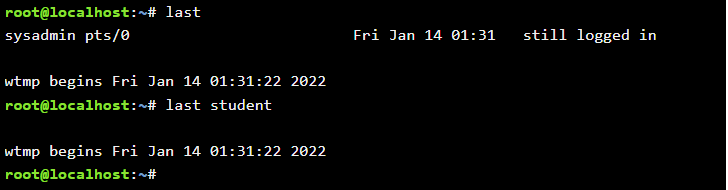 root@localhost:~# last
sysadmin pts/0                         Fri Jan 14 01:31   still logged in

wtmp begins Fri Jan 14 01:31:22 2022
root@localhost:~# last student

wtmp begins Fri Jan 14 01:31:22 2022
root@localhost:~#